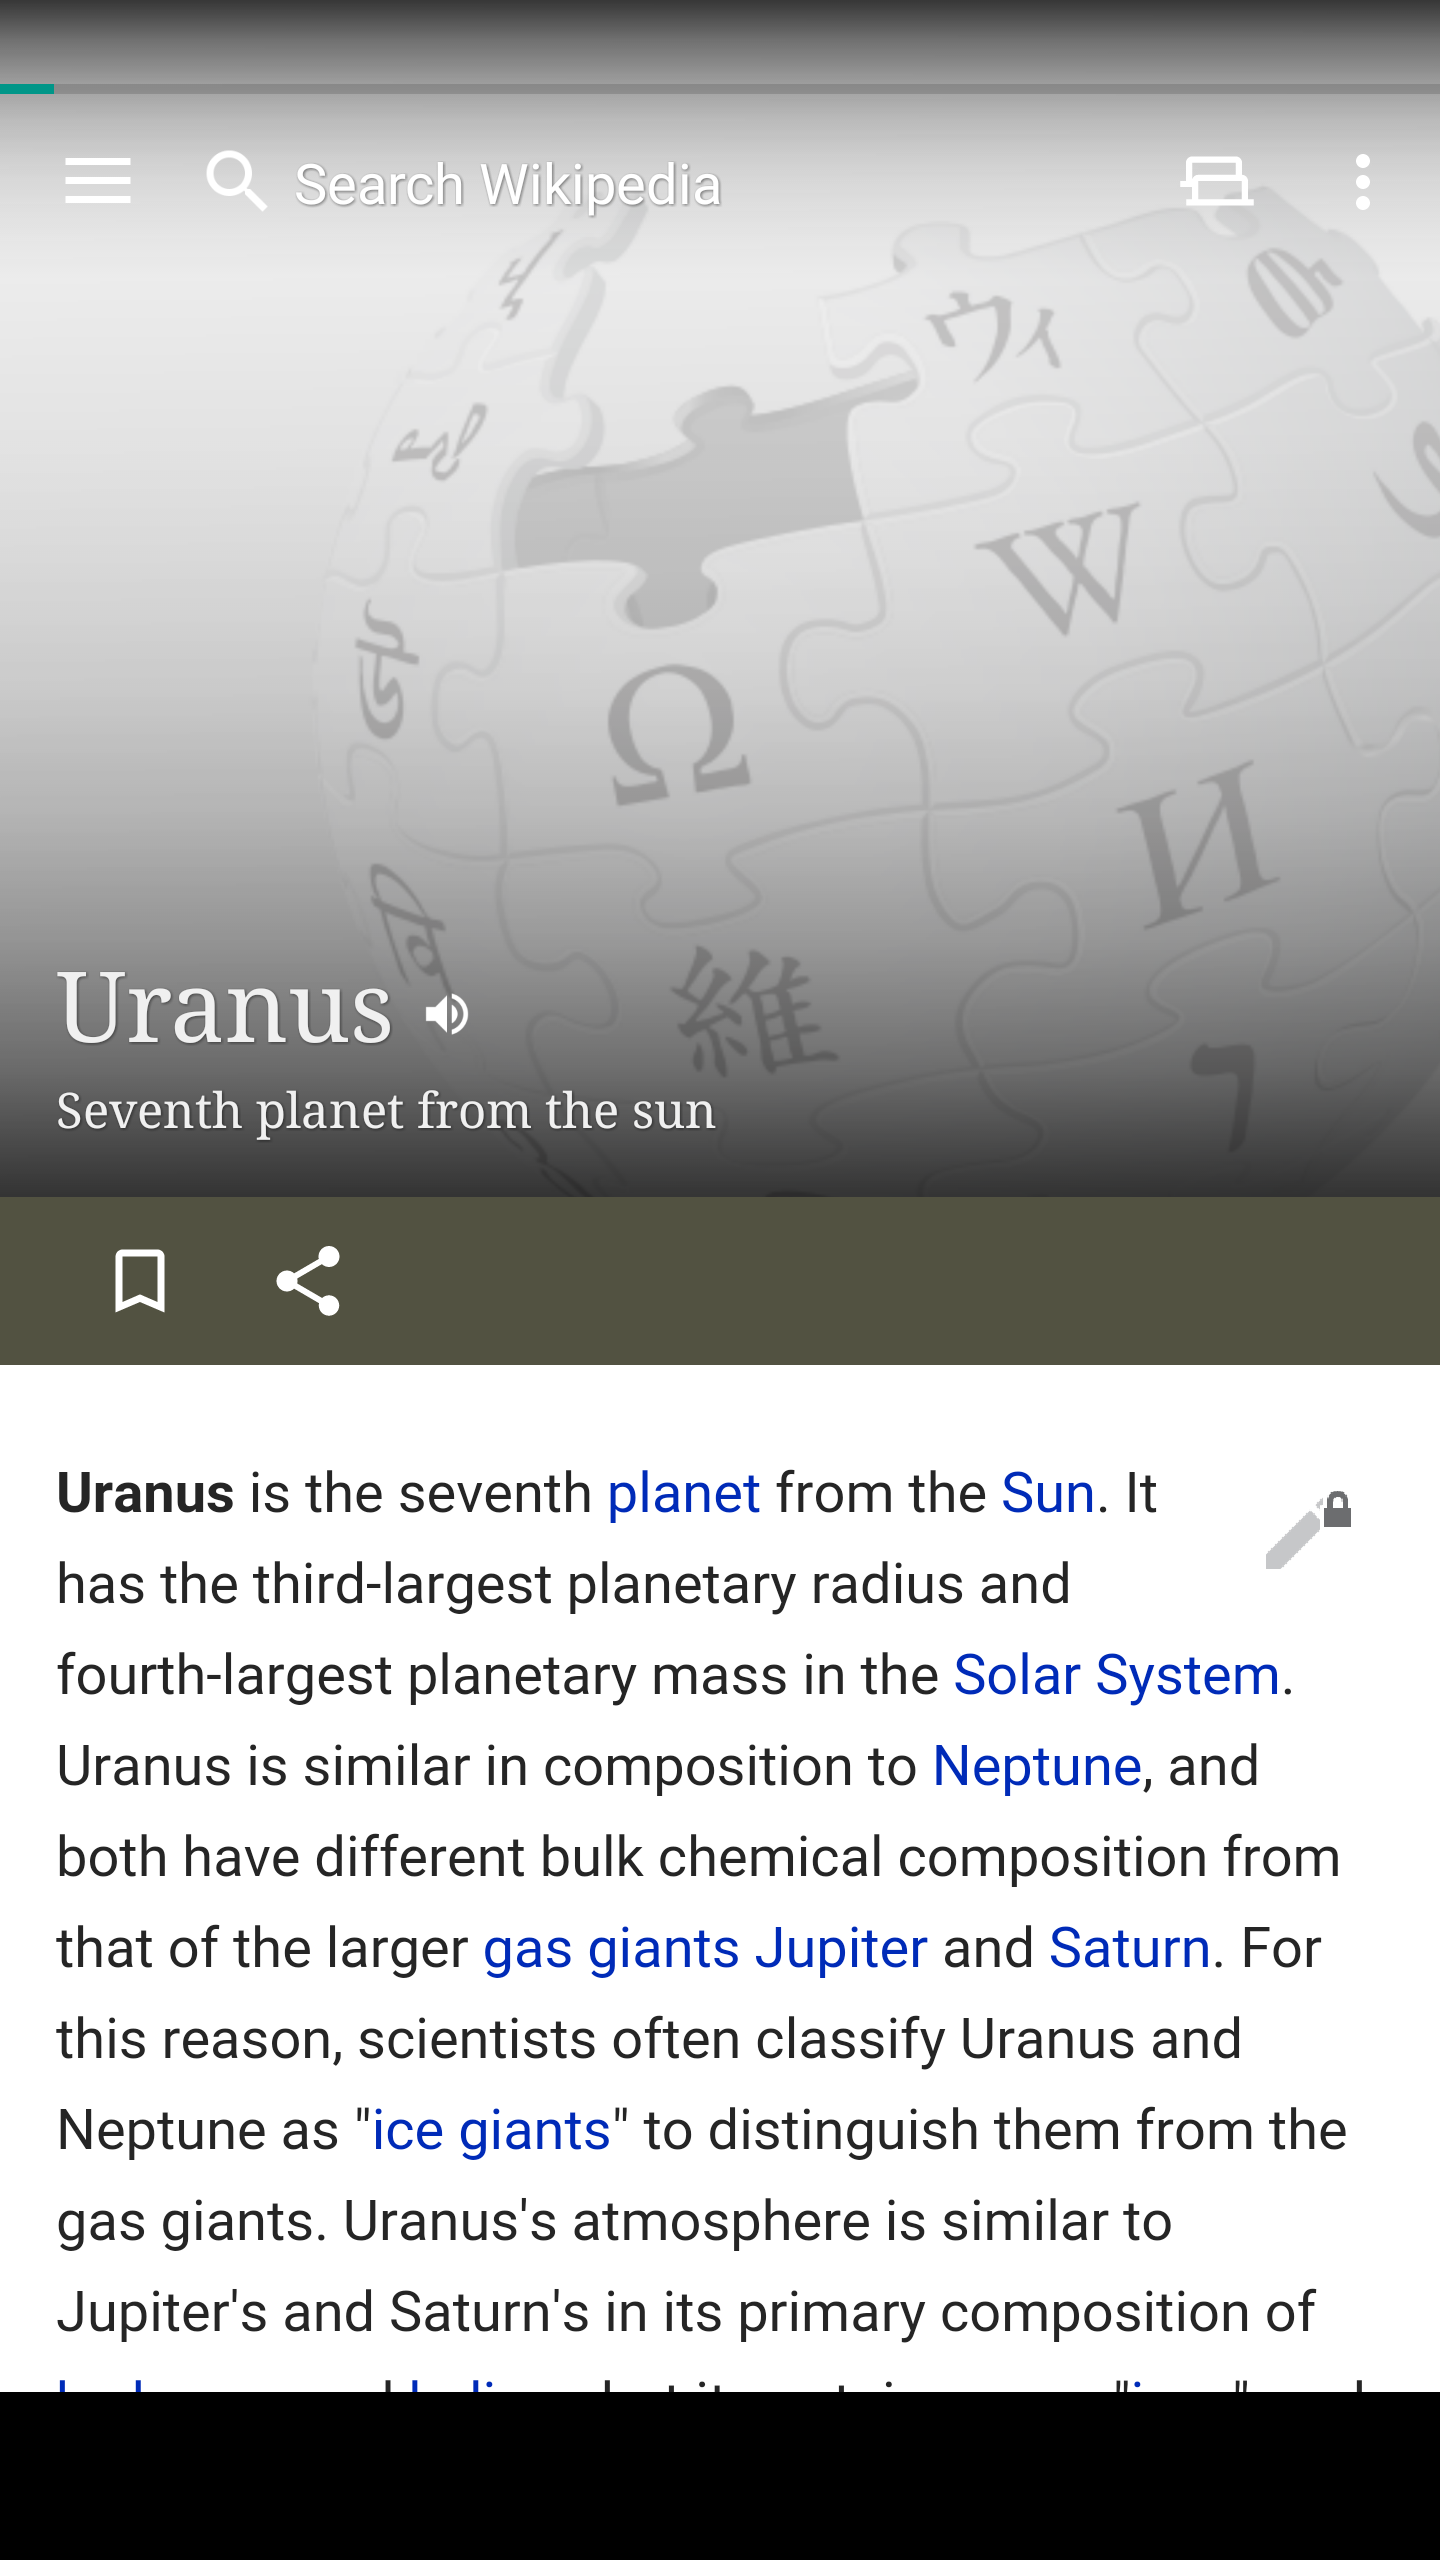 Search Wikipedia
ウィ
W
Ω
И
維
Uranus
Seventh planet from the sun
Uranus is the seventh planet from the Sun. It
has the third-largest planetary radius and
fourth-largest planetary mass in the Solar System.
Uranus is similar in composition to Neptune, and
both have different bulk chemical composition from
that of the larger gas giants Jupiter and Saturn. For
this reason, scientists often classify Uranus and
Neptune as "ice giants" to distinguish them from the
gas giants. Uranus's atmosphere is similar to
Jupiter's and Saturn's in its primary composition of